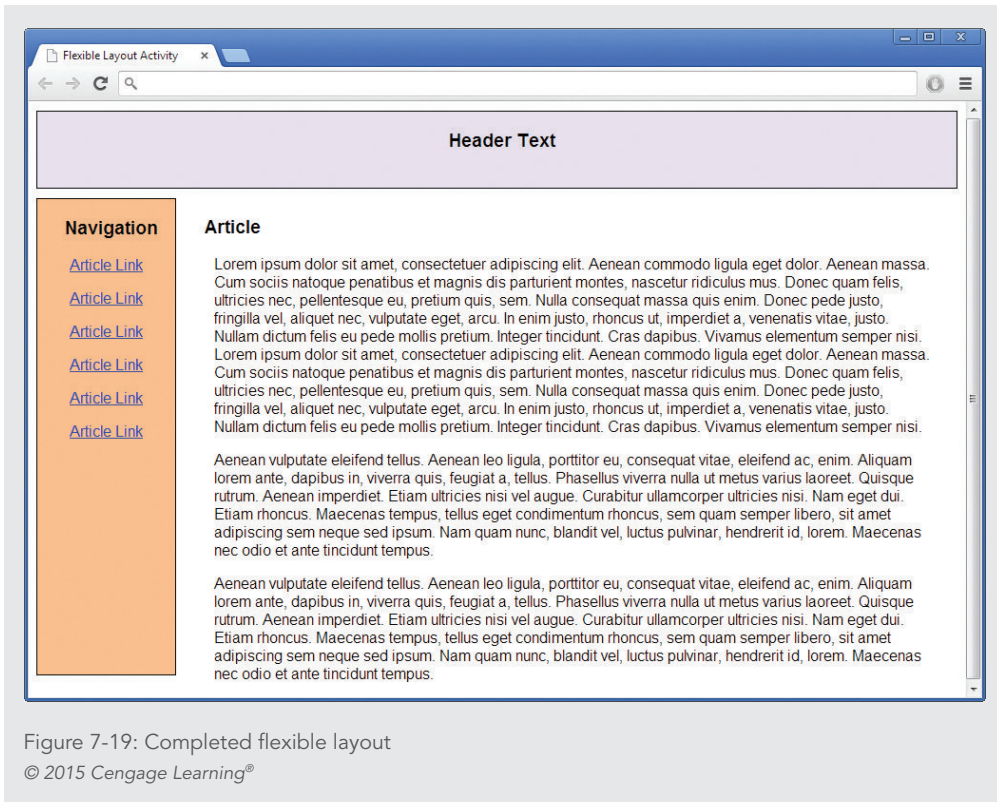 Flexible Layout Activity
Header Text
Navigation
Article Link
Article Link
Article Link
Article Link
Article Link
Article Link
Article
Lorem ipsum dolor sit amet, consectetuer adipiscing elit. Aenean commodo ligula eget dolor. Aenean massa.
Cum sociis natoque penatibus et magnis dis parturient montes, nascetur ridiculus mus. Donec quam felis,
ultricies nec, pellentesque eu, pretium quis, sem. Nulla consequat massa quis enim. Donec pede justo,
fringilla vel, aliquet nec, vulputate eget, arcu. In enim justo, rhoncus ut, imperdiet a, venenatis vitae, justo.
Nullam dictum felis eu pede mollis pretium. Integer tincidunt. Cras dapibus. Vivamus elementum semper nisi.
Lorem ipsum dolor sit amet, consectetuer adipiscing elit. Aenean commodo ligula eget dolor. Aenean massa.
Cum sociis natoque penatibus et magnis dis parturient montes, nascetur ridiculus mus. Donec quam felis,
ultricies nec, pellentesque eu, pretium quis, sem. Nulla consequat massa quis enim. Donec pede justo,
fringilla vel, aliquet nec, vulputate eget, arcu. In enim justo, rhoncus ut, imperdiet a, venenatis vitae, justo.
Nullam dictum felis eu pede mollis pretium. Integer tincidunt. Cras dapibus. Vivamus elementum semper nisi.
Aenean vulputate eleifend tellus. Aenean leo ligula, porttitor eu, consequat vitae, eleifend ac, enim. Aliquam
lorem ante, dapibus in, viverra quis, feugiat a, tellus. Phasellus viverra nulla ut metus varius laoreet. Quisque
rutrum. Aenean imperdiet. Etiam ultricies nisi vel augue. Curabitur ullamcorper ultricies nisi. Nam eget dui.
Etiam rhoncus. Maecenas tempus, tellus eget condimentum rhoncus, sem quam semper libero, sit amet
adipiscing sem neque sed ipsum. Nam quam nunc, blandit vel, luctus pulvinar, hendrerit id, lorem. Maecenas
nec odio et ante tincidunt tempus.
Aenean vulputate eleifend tellus. Aenean leo ligula, porttitor eu, consequat vitae, eleifend ac, enim. Aliquam
lorem ante, dapibus in, viverra quis, feugiat a, tellus. Phasellus viverra nulla ut metus varius laoreet. Quisque
rutrum. Aenean imperdiet. Etiam ultricies nisi vel augue. Curabitur ullamcorper ultricies nisi. Nam eget dui.
Etiam rhoncus. Maecenas tempus, tellus eget condimentum rhoncus, sem quam semper libero, sit amet
adipiscing sem neque sed ipsum. Nam quam nunc, blandit vel, luctus pulvinar, hendrerit id, lorem. Maecenas
nec odio et ante tincidunt tempus.
Figure 7-19: Completed flexible layout
© 2015 Cengage Learning®